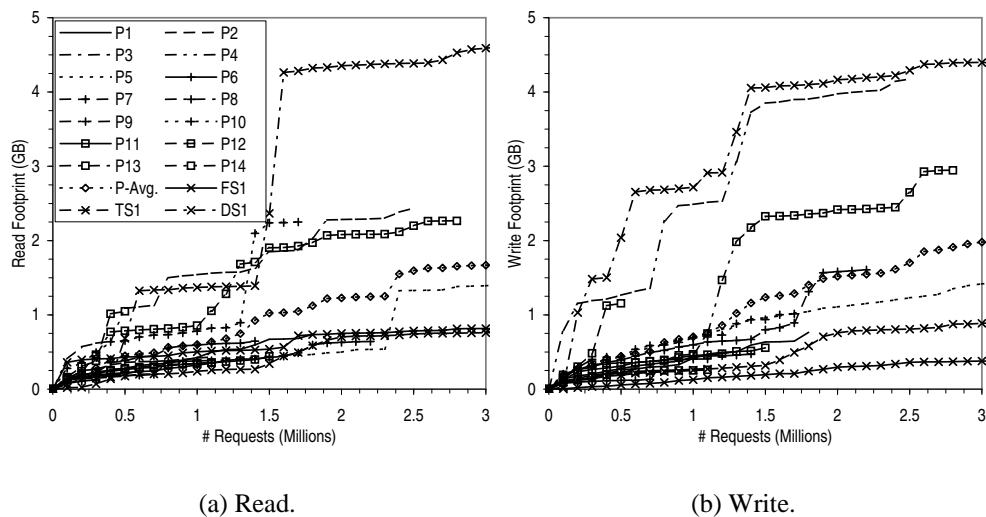 5
4
3
2
1
0
Read Footprint (GB)
P1 P2
P3 P4
P5 P6
P7 P8
P9 P10
P11 P12
P13 P14
P-Avg. FS1
TS1 DS1
0 0.5 1 1.5 2 2.5 3
# Requests (Millions)
5
4
3
2
1
0
Write Footprint (GB)
0 0.5 1 1.5 2 2.5 3
# Requests (Millions)
(a) Read.
(b) Write.